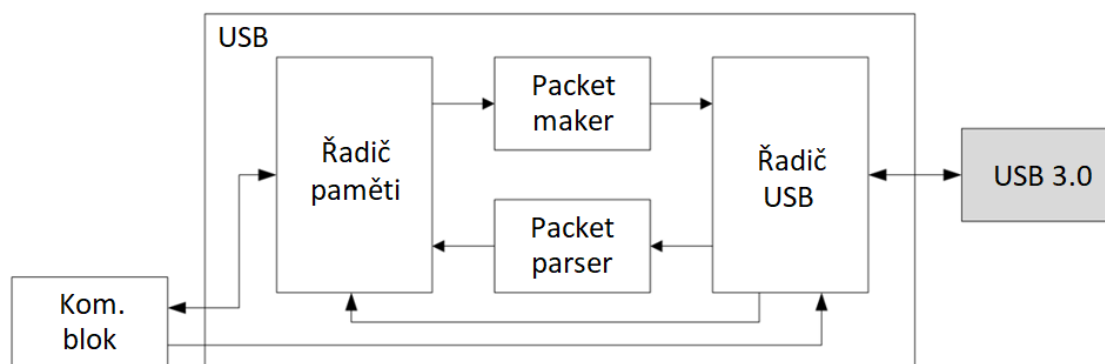 USB
Packet
maker
Řadič
paměti
Řadič
USB
USB 3.0
Packet
parser
Kom.
blok